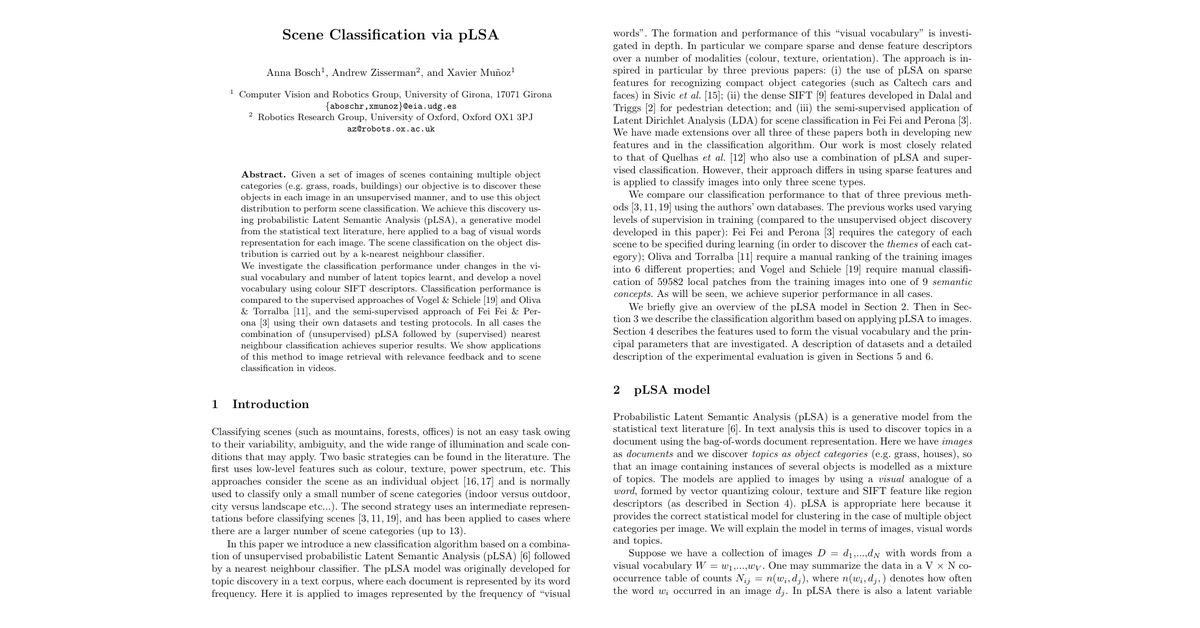 Scene Classification via pLSA
Anna Bosch¹, Andrew Zisserman², and Xavier Muñoz¹
¹ Computer Vision and Robotics Group, University of Girona, 17071 Girona
{aboschr,xmunoz}@eia.udg.es
² Robotics Research Group, University of Oxford, Oxford OX1 3PJ
az@robots.ox.ac.uk
Abstract. Given a set of images of scenes containing multiple object
categories (e.g. grass, roads, buildings) our objective is to discover these
objects in each image in an unsupervised manner, and to use this object
distribution to perform scene classification. We achieve this discovery us-
ing probabilistic Latent Semantic Analysis (pLSA), a generative model
from the statistical text literature, here applied to a bag of visual words
representation for each image. The scene classification on the object dis-
tribution is carried out by a k-nearest neighbour classifier.
We investigate the classification performance under changes in the vi-
sual vocabulary and number of latent topics learnt, and develop a novel
vocabulary using colour SIFT descriptors. Classification performance is
compared to the supervised approaches of Vogel & Schiele [19] and Oliva
& Torralba [11], and the semi-supervised approach of Fei Fei & Per-
ona [3] using their own datasets and testing protocols. In all cases the
combination of (unsupervised) pLSA followed by (supervised) nearest
neighbour classification achieves superior results. We show applications
of this method to image retrieval with relevance feedback and to scene
classification in videos.
1 Introduction
Classifying scenes (such as mountains, forests, offices) is not an easy task owing
to their variability, ambiguity, and the wide range of illumination and scale con-
ditions that may apply. Two basic strategies can be found in the literature. The
first uses low-level features such as colour, texture, power spectrum, etc. This
approaches consider the scene as an individual object [16, 17] and is normally
used to classify only a small number of scene categories (indoor versus outdoor,
city versus landscape etc...). The second strategy uses an intermediate represen-
tations before classifying scenes [3, 11, 19], and has been applied to cases where
there are a larger number of scene categories (up to 13).
In this paper we introduce a new classification algorithm based on a combina-
tion of unsupervised probabilistic Latent Semantic Analysis (pLSA) [6] followed
by a nearest neighbour classifier. The pLSA model was originally developed for
topic discovery in a text corpus, where each document is represented by its word
frequency. Here it is applied to images represented by the frequency of "visual
words". The formation and performance of this "visual vocabulary" is investi-
gated in depth. In particular we compare sparse and dense feature descriptors
over a number of modalities (colour, texture, orientation). The approach is in-
spired in particular by three previous papers: (i) the use of pLSA on sparse
features for recognizing compact object categories (such as Caltech cars and
faces) in Sivic et al. [15]; (ii) the dense SIFT [9] features developed in Dalal and
Triggs [2] for pedestrian detection; and (iii) the semi-supervised application of
Latent Dirichlet Analysis (LDA) for scene classification in Fei Fei and Perona [3].
We have made extensions over all three of these papers both in developing new
features and in the classification algorithm. Our work is most closely related
to that of Quelhas et al. [12] who also use a combination of pLSA and super-
vised classification. However, their approach differs in using sparse features and
is applied to classify images into only three scene types.
We compare our classification performance to that of three previous meth-
ods [3, 11, 19] using the authors' own databases. The previous works used varying
levels of supervision in training (compared to the unsupervised object discovery
developed in this paper): Fei Fei and Perona [3] requires the category of each
scene to be specified during learning (in order to discover the themes of each cat-
egory); Oliva and Torralba [11] require a manual ranking of the training images
into 6 different properties; and Vogel and Schiele [19] require manual classifi-
cation of 59582 local patches from the training images into one of 9 semantic
concepts. As will be seen, we achieve superior performance in all cases.
We briefly give an overview of the pLSA model in Section 2. Then in Sec-
tion 3 we describe the classification algorithm based on applying pLSA to images.
Section 4 describes the features used to form the visual vocabulary and the prin-
cipal parameters that are investigated. A description of datasets and a detailed
description of the experimental evaluation is given in Sections 5 and 6.
2 pLSA model
Probabilistic Latent Semantic Analysis (pLSA) is a generative model from the
statistical text literature [6]. In text analysis this is used to discover topics in a
document using the bag-of-words document representation. Here we have images
as documents and we discover topics as object categories (e.g. grass, houses), so
that an image containing instances of several objects is modelled as a mixture
of topics. The models are applied to images by using a visual analogue of a
word, formed by vector quantizing colour, texture and SIFT feature like region
descriptors (as described in Section 4). pLSA is appropriate here because it
provides the correct statistical model for clustering in the case of multiple object
categories per image. We will explain the model in terms of images, visual words
and topics.
Suppose we have a collection of images D = d₁,...,d_N with words from a
visual vocabulary W = w₁,...,w_V. One may summarize the data in a V × N co-
occurrence table of counts N_ij = n(w_i, d_j), where n(w_i, d_j,) denotes how often
the word w_i occurred in an image d_j. In pLSA there is also a latent variable